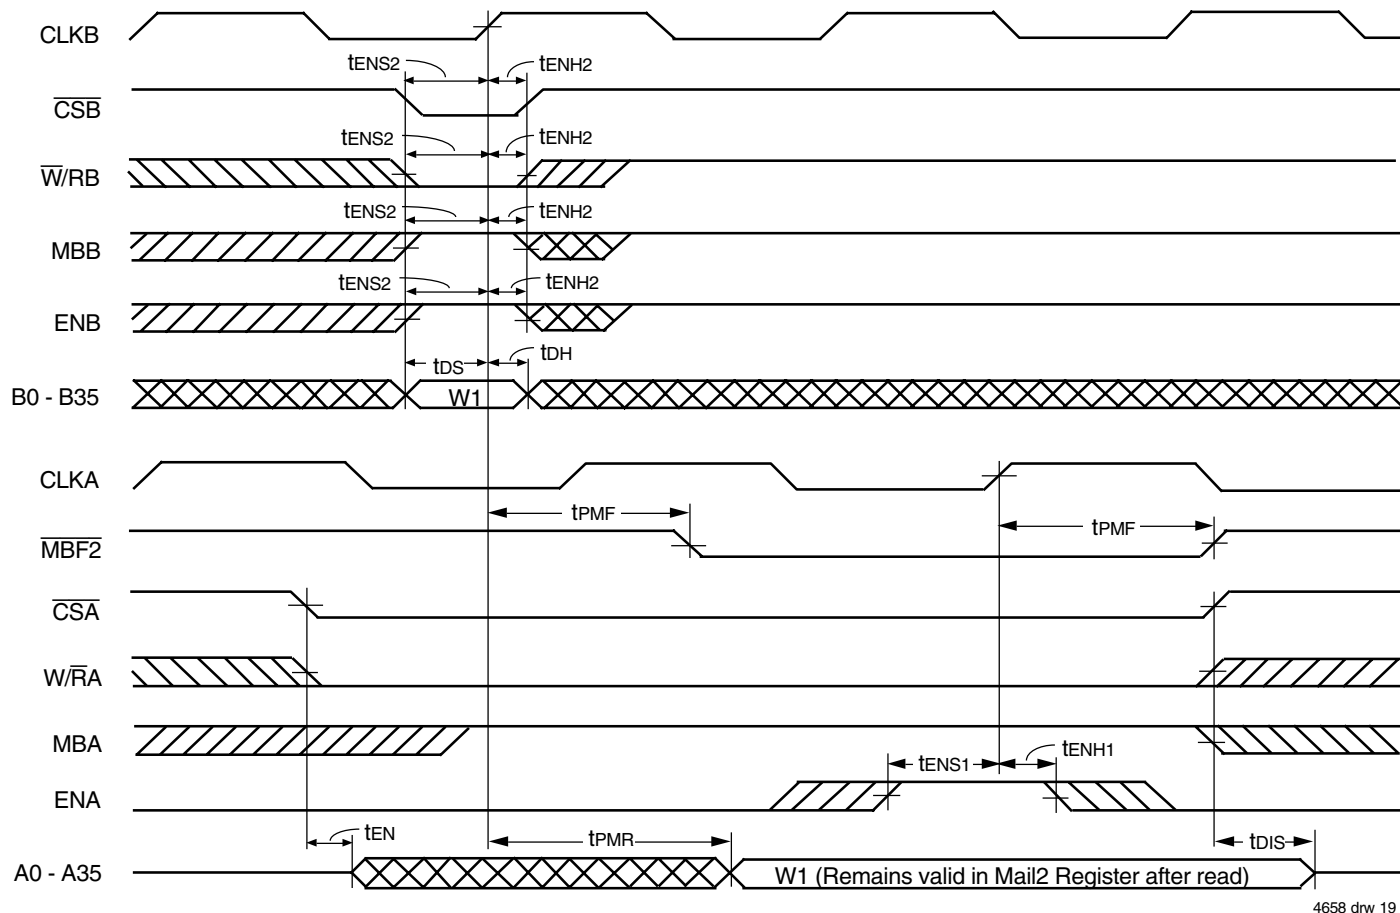 CLKB
tENS2
tENH2
CSB
tENS2
tENH2
W/RB
tENS2
tENH2
MBB
tENS2
tENH2
ENB
tDS
tDH
B0 - B35
W1
CLKA
tPMF
tPMF
MBF2
CSA
W/RA
MBA
tENS1
tENH1
ENA
tEN
tPMR
tDIS
A0 - A35
W1 (Remains valid in Mail2 Register after read)
4658 drw 19